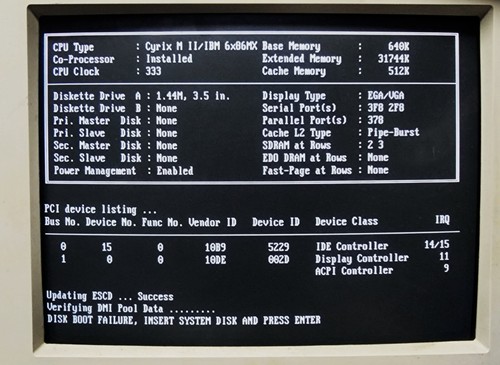 CPU Type : Cyrix M II/IBM 6x86MX Base Memory : 640K
Co-Processor : Installed Extended Memory : 31744K
CPU Clock : 333 Cache Memory : 512K
Diskette Drive A : 1.44M, 3.5 in. Display Type : EGA/VGA
Diskette Drive B : None Serial Port(s) : 3F8 2F8
Pri. Master Disk : None Parallel Port(s) : 378
Pri. Slave Disk : None Cache L2 Type : Pipe-Burst
Sec. Master Disk : None SDRAM at Rows : 2 3
Sec. Slave Disk : None EDO DRAM at Rows : None
Power Management : Enabled Fast-Page at Rows : None
PCI device listing ...
Bus No. Device No. Func No. Vendor ID Device ID Device Class IRQ
0 15 0 10B9 5229 IDE Controller 14/15
1 0 0 10DE 002D Display Controller 11
ACPI Controller 9
Updating ESCD ... Success
Verifying DMI Pool Data .........
DISK BOOT FAILURE, INSERT SYSTEM DISK AND PRESS ENTER